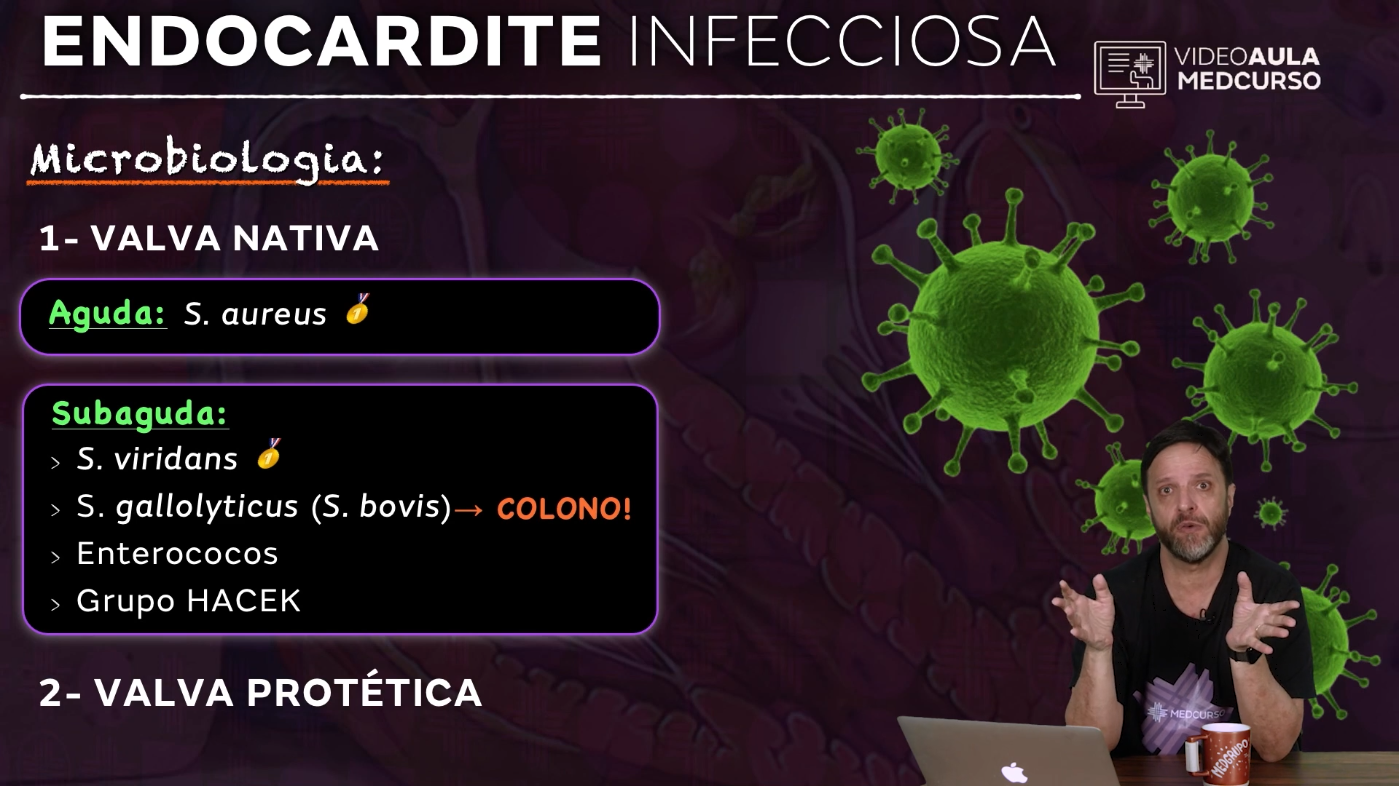 ENDOCARDITE INFECCIOSA
VIDEOAULA
MEDCURSO
Microbiologia:
1- VALVA NATIVA
Aguda: S. aureus 🏅
Subaguda:
> S. viridans 🏅
> S. gallolyticus (S. bovis)→ COLONO!
> Enterococos
> Grupo HACEK
2- VALVA PROTÉTICA
MEDCURSO
MEDGRUPO